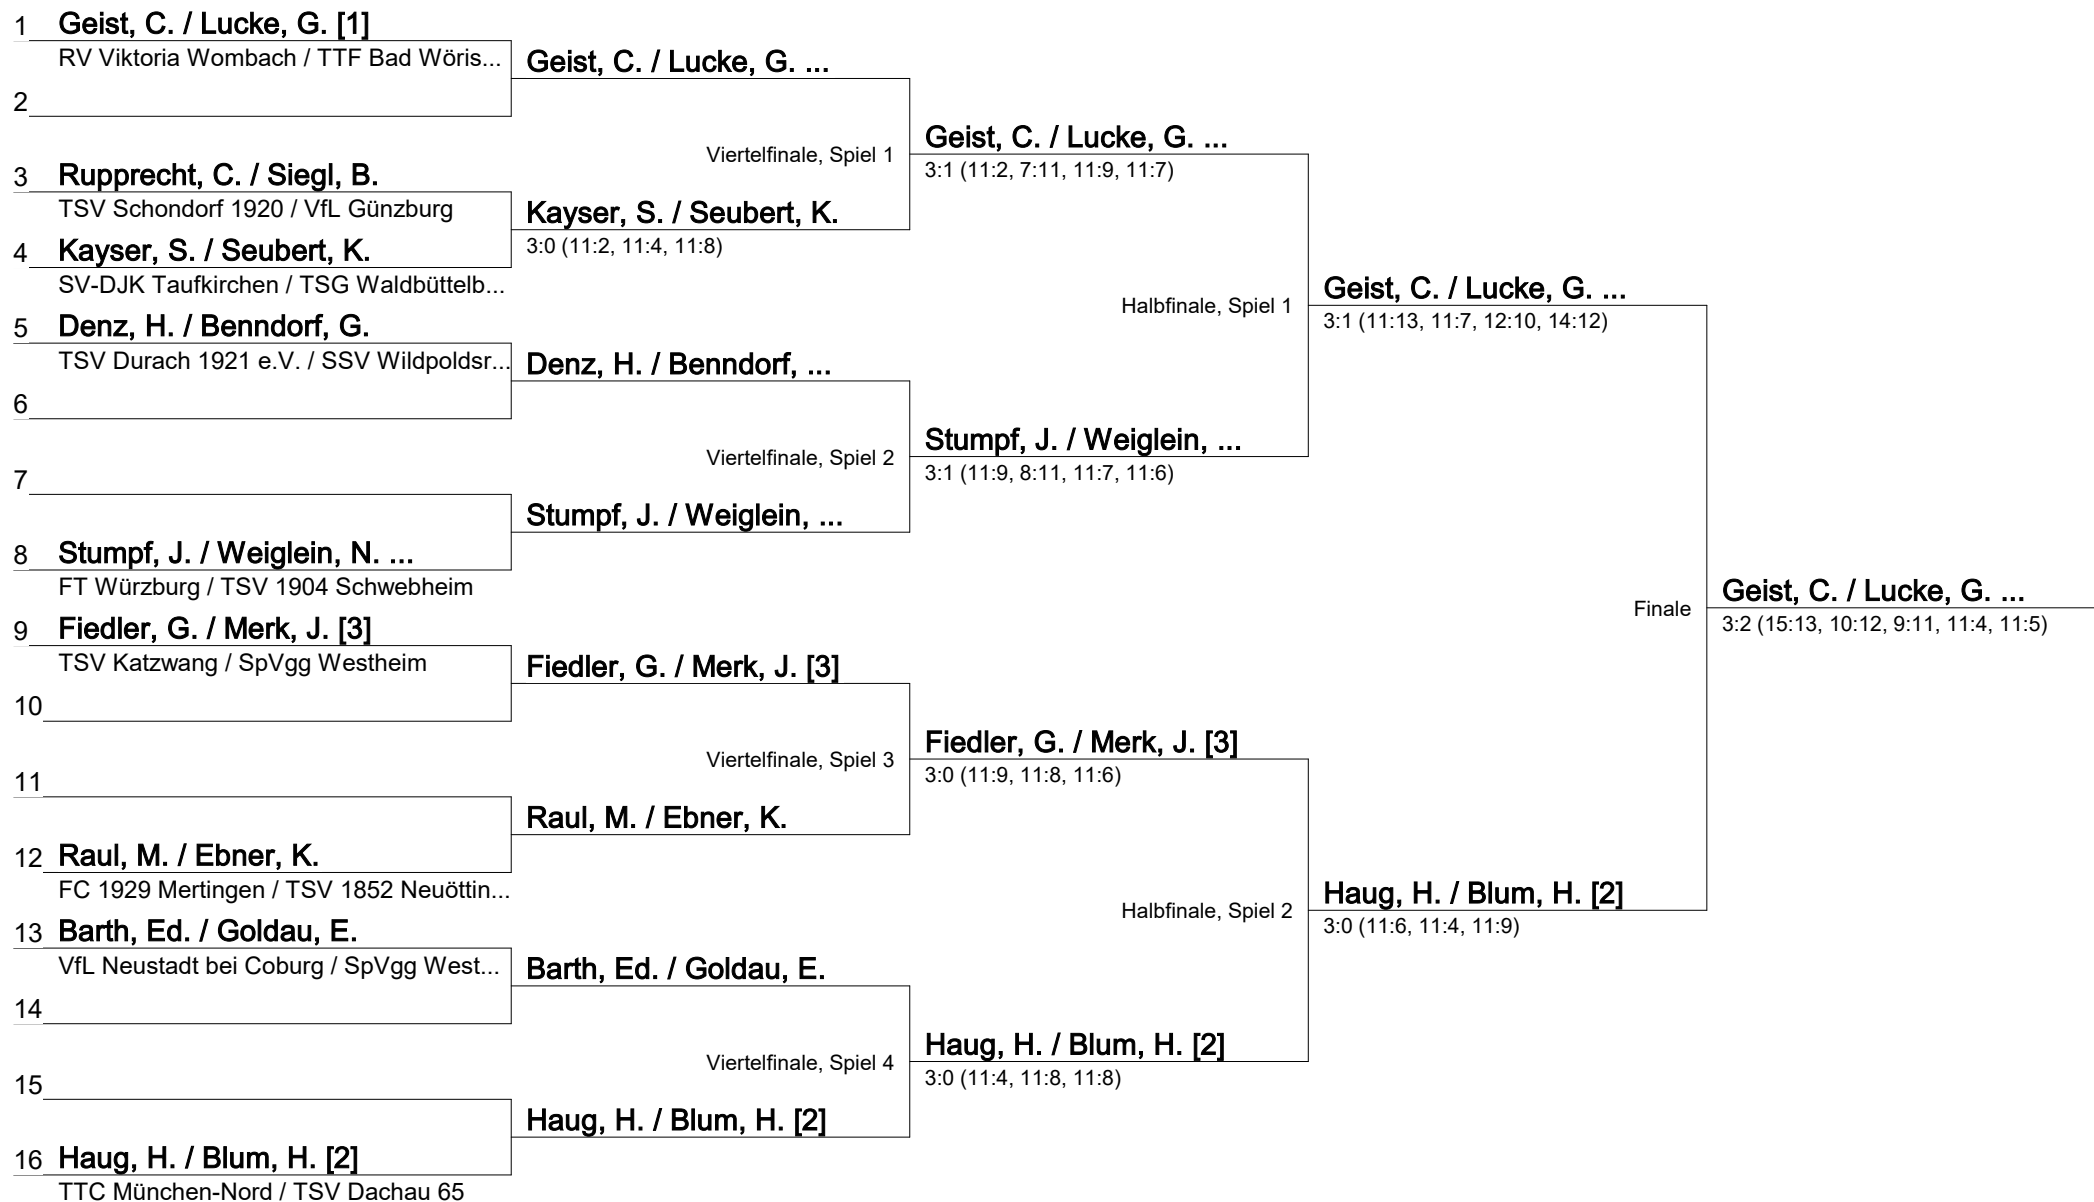 1 Geist, C. / Lucke, G. [1]
RV Viktoria Wombach / TTF Bad Wöris...
Geist, C. / Lucke, G. ...
2
Viertelfinale, Spiel 1
Geist, C. / Lucke, G. ...
3:1 (11:2, 7:11, 11:9, 11:7)
3 Rupprecht, C. / Siegl, B.
TSV Schondorf 1920 / VfL Günzburg
Kayser, S. / Seubert, K.
3:0 (11:2, 11:4, 11:8)
4 Kayser, S. / Seubert, K.
SV-DJK Taufkirchen / TSG Waldbüttelb...
Halbfinale, Spiel 1
Geist, C. / Lucke, G. ...
3:1 (11:13, 11:7, 12:10, 14:12)
5 Denz, H. / Benndorf, G.
TSV Durach 1921 e.V. / SSV Wildpoldsr...
Denz, H. / Benndorf, ...
6
Viertelfinale, Spiel 2
Stumpf, J. / Weiglein, ...
3:1 (11:9, 8:11, 11:7, 11:6)
7
Stumpf, J. / Weiglein, ...
8 Stumpf, J. / Weiglein, N. ...
FT Würzburg / TSV 1904 Schwebheim
Finale
Geist, C. / Lucke, G. ...
3:2 (15:13, 10:12, 9:11, 11:4, 11:5)
9 Fiedler, G. / Merk, J. [3]
TSV Katzwang / SpVgg Westheim
Fiedler, G. / Merk, J. [3]
10
Viertelfinale, Spiel 3
Fiedler, G. / Merk, J. [3]
3:0 (11:9, 11:8, 11:6)
11
Raul, M. / Ebner, K.
12 Raul, M. / Ebner, K.
FC 1929 Mertingen / TSV 1852 Neuöttin...
Halbfinale, Spiel 2
Haug, H. / Blum, H. [2]
3:0 (11:6, 11:4, 11:9)
13 Barth, Ed. / Goldau, E.
VfL Neustadt bei Coburg / SpVgg West...
Barth, Ed. / Goldau, E.
14
Viertelfinale, Spiel 4
Haug, H. / Blum, H. [2]
3:0 (11:4, 11:8, 11:8)
15
Haug, H. / Blum, H. [2]
16 Haug, H. / Blum, H. [2]
TTC München-Nord / TSV Dachau 65